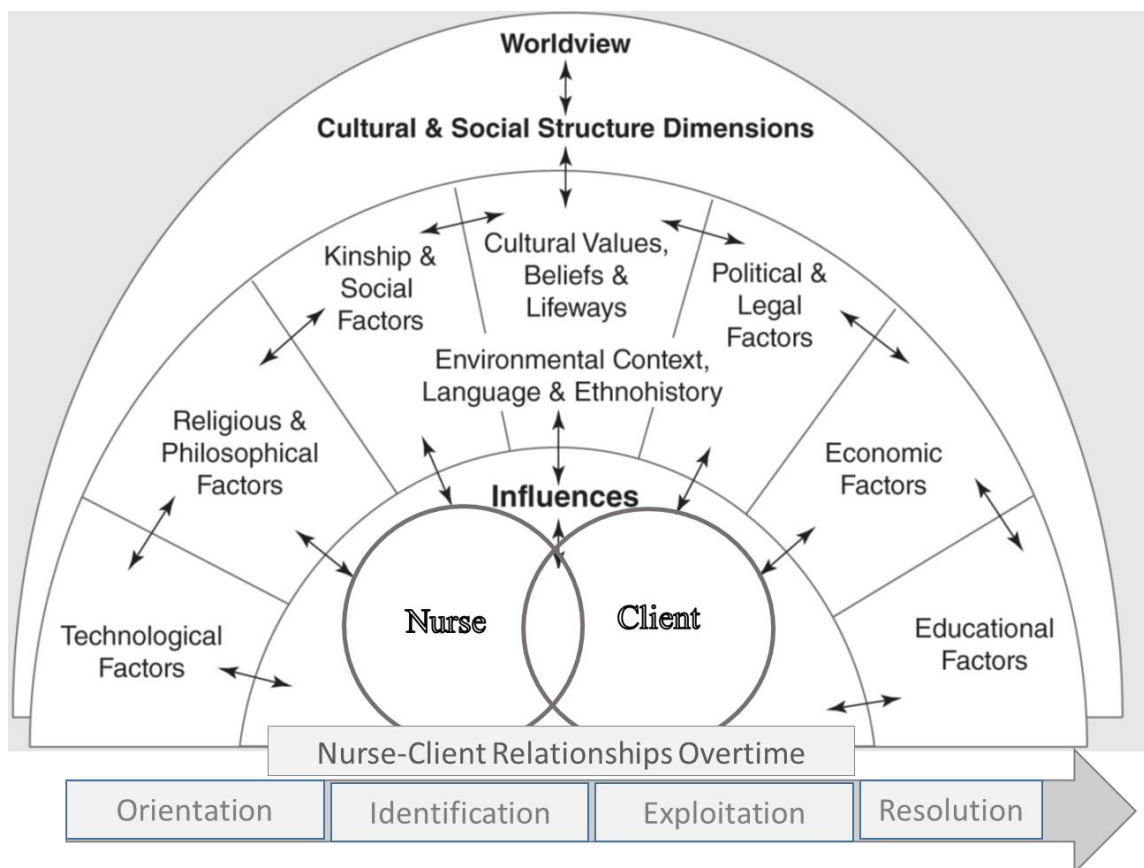 Worldview
Cultural & Social Structure Dimensions
Kinship &
Social
Factors
Cultural Values,
Beliefs &
Lifeways
Political &
Legal
Factors
Environmental Context,
Language & Ethnohistory
Religious &
Philosophical
Factors
Economic
Factors
Influences
Technological
Factors
Nurse
Client
Educational
Factors
Nurse-Client Relationships Overtime
Orientation
Identification
Exploitation
Resolution